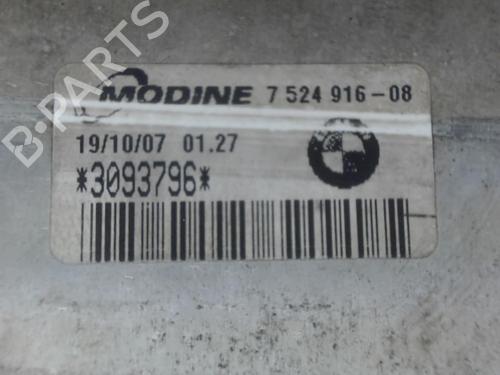 B-PARTS
MODINE 7 524 916-08
19/10/07 01.27
*3093796*